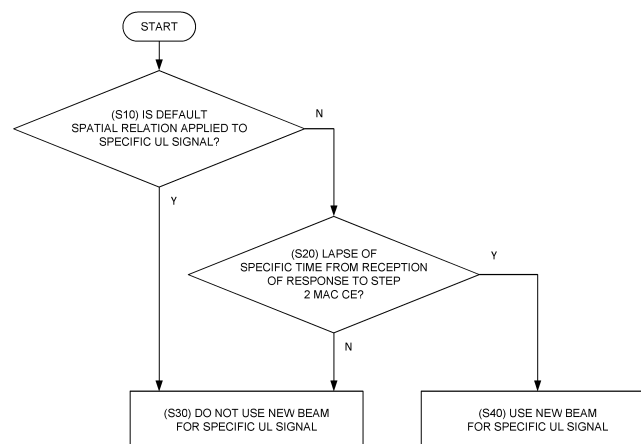 START
(S10) IS DEFAULT
SPATIAL RELATION APPLIED TO
SPECIFIC UL SIGNAL?
N
Y
(S20) LAPSE OF
SPECIFIC TIME FROM RECEPTION
OF RESPONSE TO STEP
2 MAC CE?
Y
N
(S30) DO NOT USE NEW BEAM
FOR SPECIFIC UL SIGNAL
(S40) USE NEW BEAM
FOR SPECIFIC UL SIGNAL